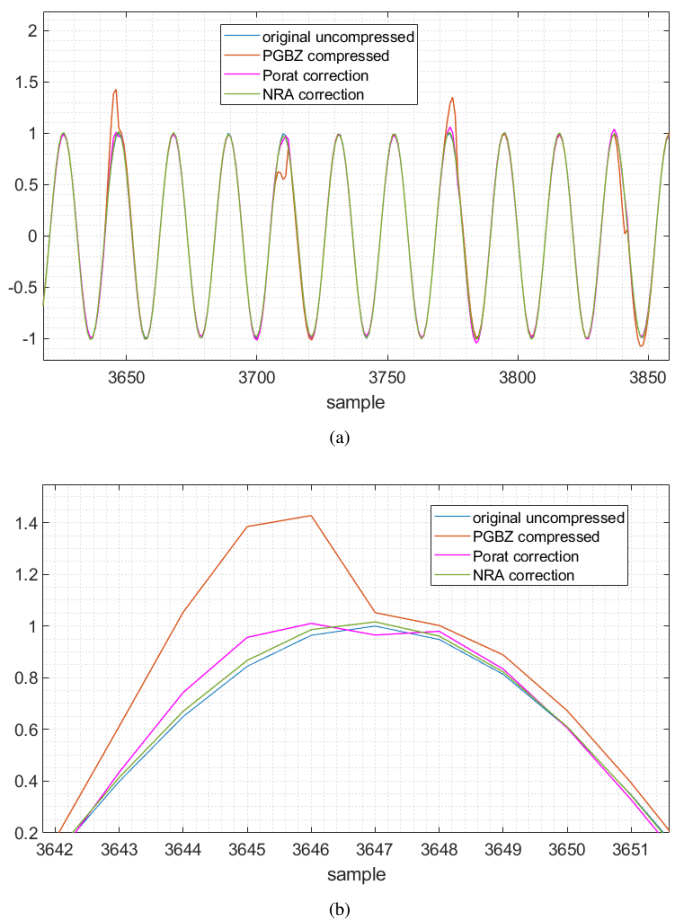 2
1.5
1
0.5
0
-0.5
-1
original uncompressed
PGBZ compressed
Porat correction
NRA correction
3650 3700 3750 3800 3850
sample
(a)
1.4
1.2
1
0.8
0.6
0.4
0.2
original uncompressed
PGBZ compressed
Porat correction
NRA correction
3642 3643 3644 3645 3646 3647 3648 3649 3650 3651
sample
(b)